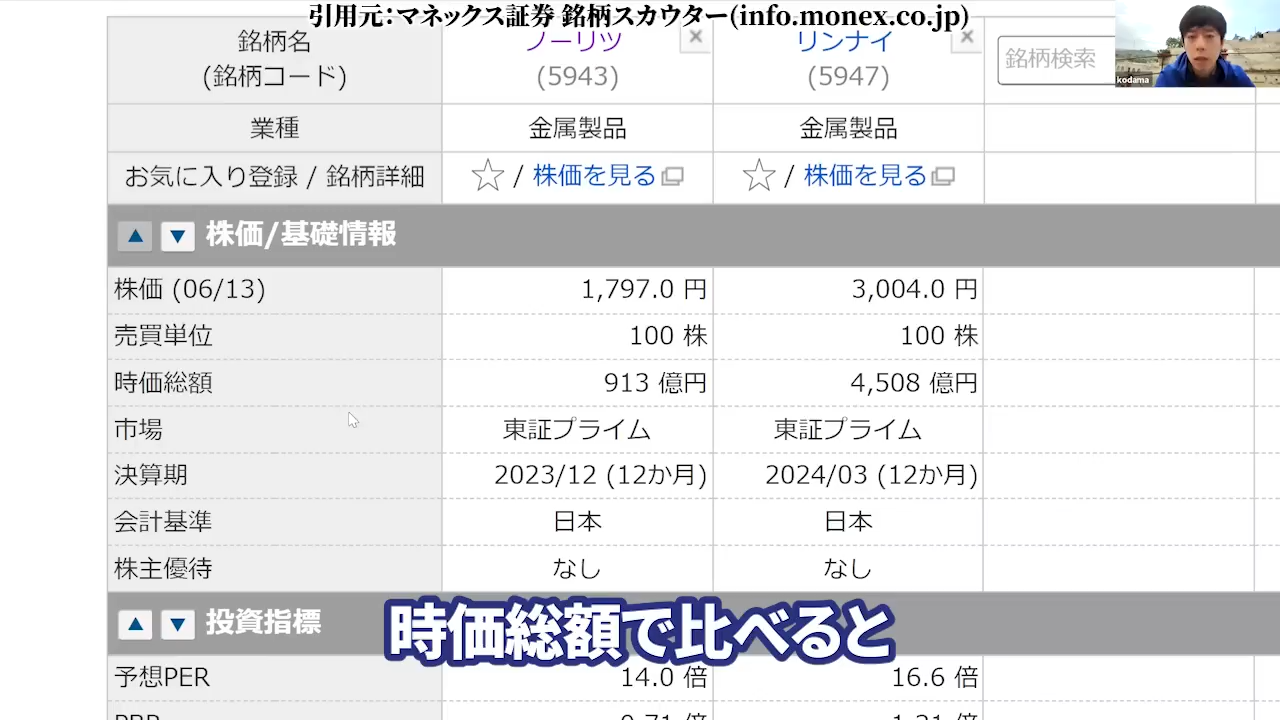 引用元：マネックス証券 銘柄スカウター(info.monex.co.jp)
銘柄名 ノーリツ × リンナイ ×
(銘柄コード) (5943) (5947) 銘柄検索
kodama
業種 金属製品 金属製品
お気に入り登録 / 銘柄詳細 ☆ / 株価を見る ☆ / 株価を見る
▲ ▼ 株価/基礎情報
株価 (06/13) 1,797.0 円 3,004.0 円
売買単位 100 株 100 株
時価総額 913 億円 4,508 億円
市場 東証プライム 東証プライム
決算期 2023/12 (12か月) 2024/03 (12か月)
会計基準 日本 日本
株主優待 なし なし
▲ ▼ 投資指標
時価総額で比べると
予想PER 14.0 倍 16.6 倍